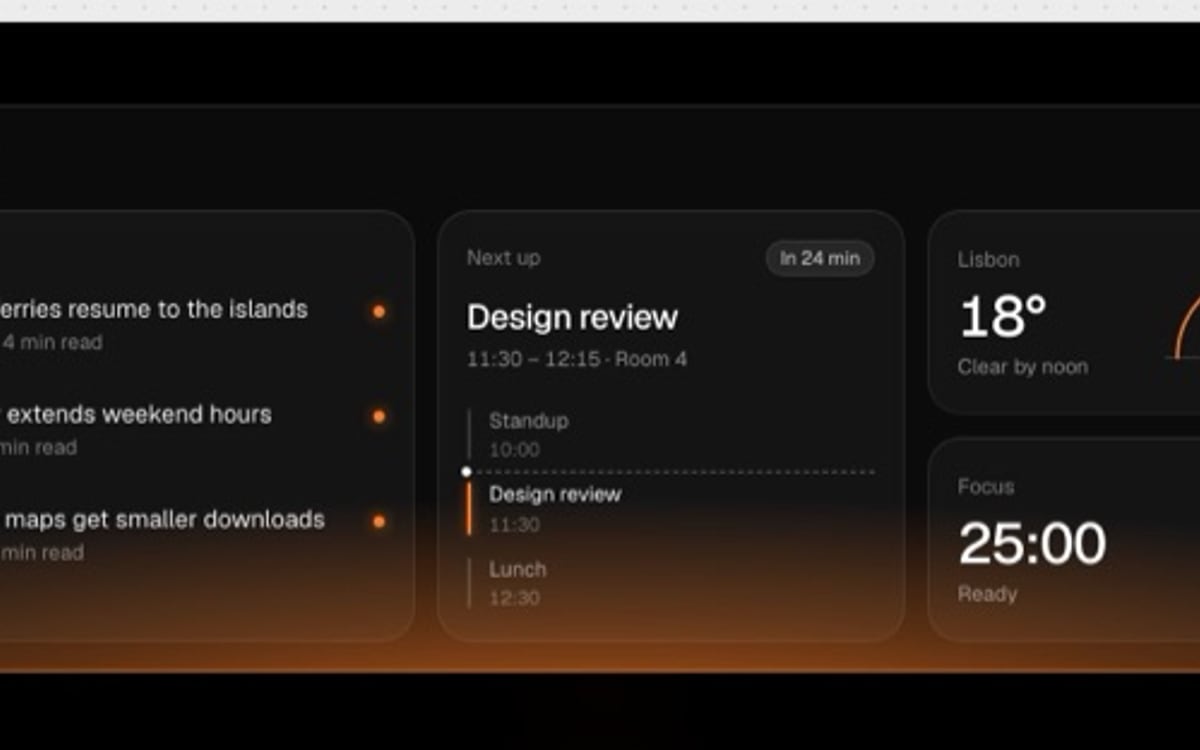 erries resume to the islands
4 min read
extends weekend hours
min read
maps get smaller downloads
min read
Next up
In 24 min
Design review
11:30 – 12:15 · Room 4
Standup
10:00
Design review
11:30
Lunch
12:30
Lisbon
18°
Clear by noon
Focus
25:00
Ready